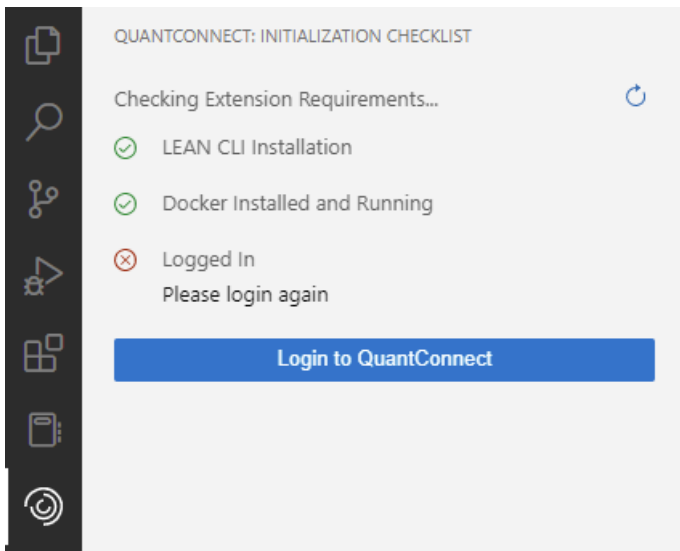 QUANTCONNECT: INITIALIZATION CHECKLIST
Checking Extension Requirements...
LEAN CLI Installation
Docker Installed and Running
Logged In
Please login again
Login to QuantConnect